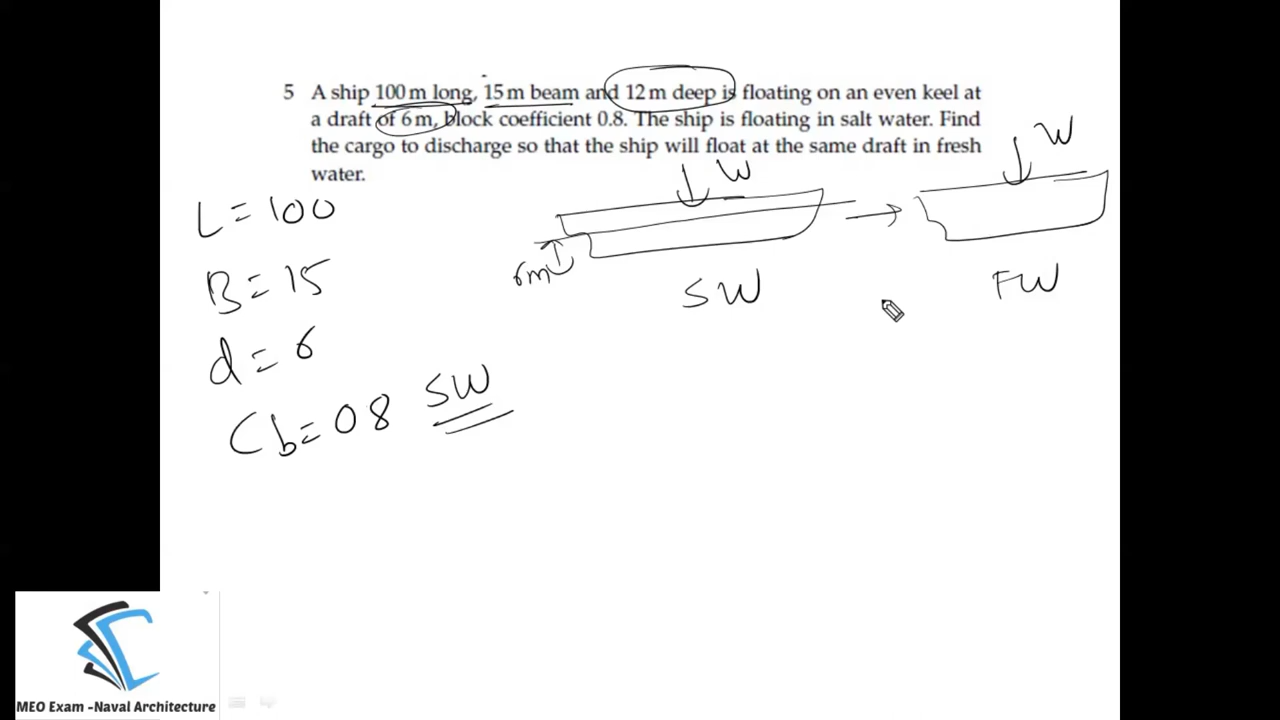 5 A ship 100 m long, 15 m beam and 12 m deep is floating on an even keel at
a draft of 6 m, block coefficient 0.8. The ship is floating in salt water. Find
the cargo to discharge so that the ship will float at the same draft in fresh
water.
W
W
L = 100
6m
SW
FW
B = 15
d = 6
Cb = 08 SW
MEO Exam -Naval Architecture